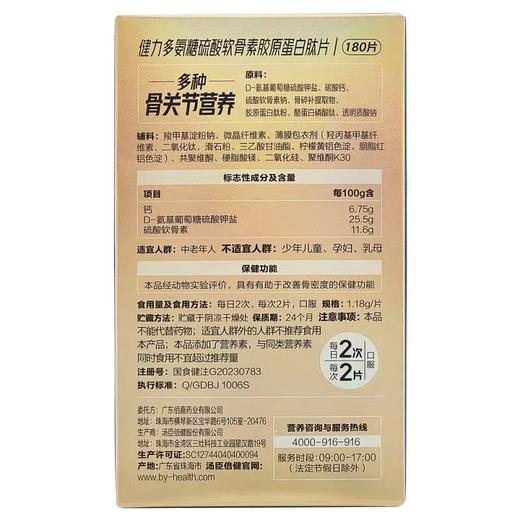 健力多氨糖硫酸软骨素胶原蛋白肽片 180片
多种
骨关节营养
原料:
D-氨基葡萄糖硫酸钾盐、碳酸钙、
硫酸软骨素钠、骨碎补提取物、
胶原蛋白肽粉、酪蛋白磷酸肽、透明质酸钠
辅料:羧甲基淀粉钠、微晶纤维素、薄膜包衣剂(羟丙基甲基纤
维素、二氧化钛、滑石粉、三乙酸甘油酯、柠檬黄铝色淀、胭脂红
铝色淀)、共聚维酮、硬脂酸镁、二氧化硅、聚维酮K30
标志性成分及含量
项目 每100g含
钙 6.75g
D-氨基葡萄糖硫酸钾盐 25.5g
硫酸软骨素 11.6g
适宜人群:中老年人 不适宜人群:少年儿童、孕妇、乳母
保健功能
本品经动物实验评价,具有有助于改善骨密度的保健功能
食用量及食用方法:每日2次,每次2片,口服 规格:1.18g/片
贮藏方法:贮藏于阴凉干燥处 保质期:24个月 注意事项:本品
不能代替药物;适宜人群外的人群不推荐食用
本产品;本品添加了营养素,与同类营养素
同时食用不宜超过推荐量
注册号:国食健注G20230783
执行标准:Q/GDBJ 1006S
每日2次
每次2片
口服
委托方:广东佰嘉药业有限公司
地址:珠海市横琴新区宝华路6号105室-20476
生产商:汤臣倍健股份有限公司
地址:珠海市金湾区三灶科技工业园星汉路19号
生产许可证:SC12744040400094
产地:广东省珠海市 汤臣倍健官网:
www.by-health.com
营养咨询与服务热线
4000-916-916
服务时间:09:00-17:00
(法定节假日除外)